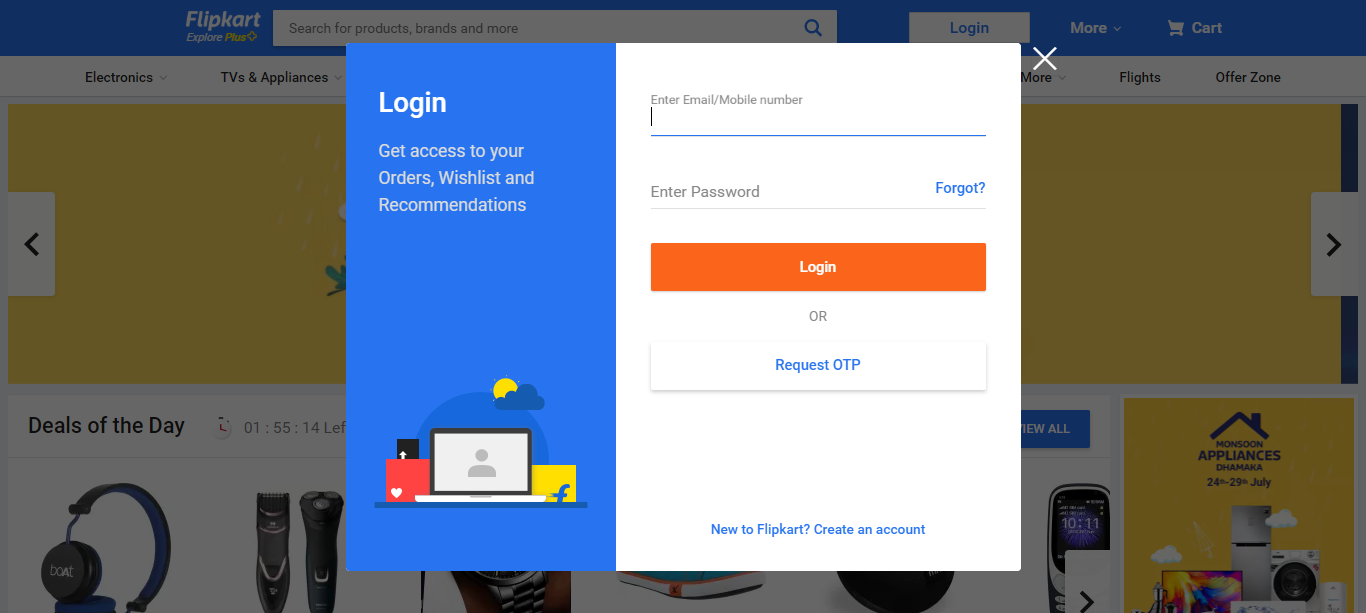 Flipkart
Explore Plus
Search for products, brands and more
Login
More
Cart
Electronics
TVs & Appliances
More
Flights
Offer Zone
Login
Get access to your
Orders, Wishlist and
Recommendations
Enter Email/Mobile number
Enter Password
Forgot?
Login
OR
Request OTP
New to Flipkart? Create an account
Deals of the Day
01 : 55 : 14 Lef
VIEW ALL
MONSOON
APPLIANCES
DHAMAKA
24th-29th July
boAt
10:11